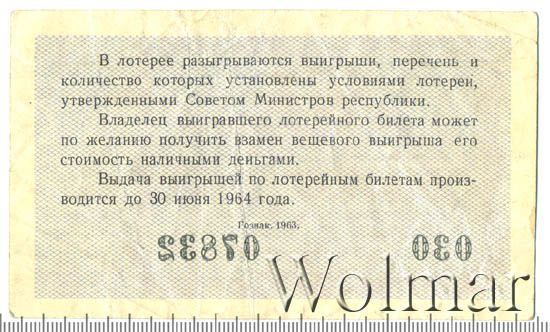 В лотерее разыгрываются выигрыши, перечень и
количество которых установлены условиями лотереи,
утвержденными Советом Министров республики.
Владелец выигравшего лотерейного билета может
по желанию получить взамен вещевого выигрыша его
стоимость наличными деньгами.
Выдача выигрышей по лотерейным билетам произ-
водится до 30 июня 1964 года.
Гознак. 1963.
07832 030
Wolmar